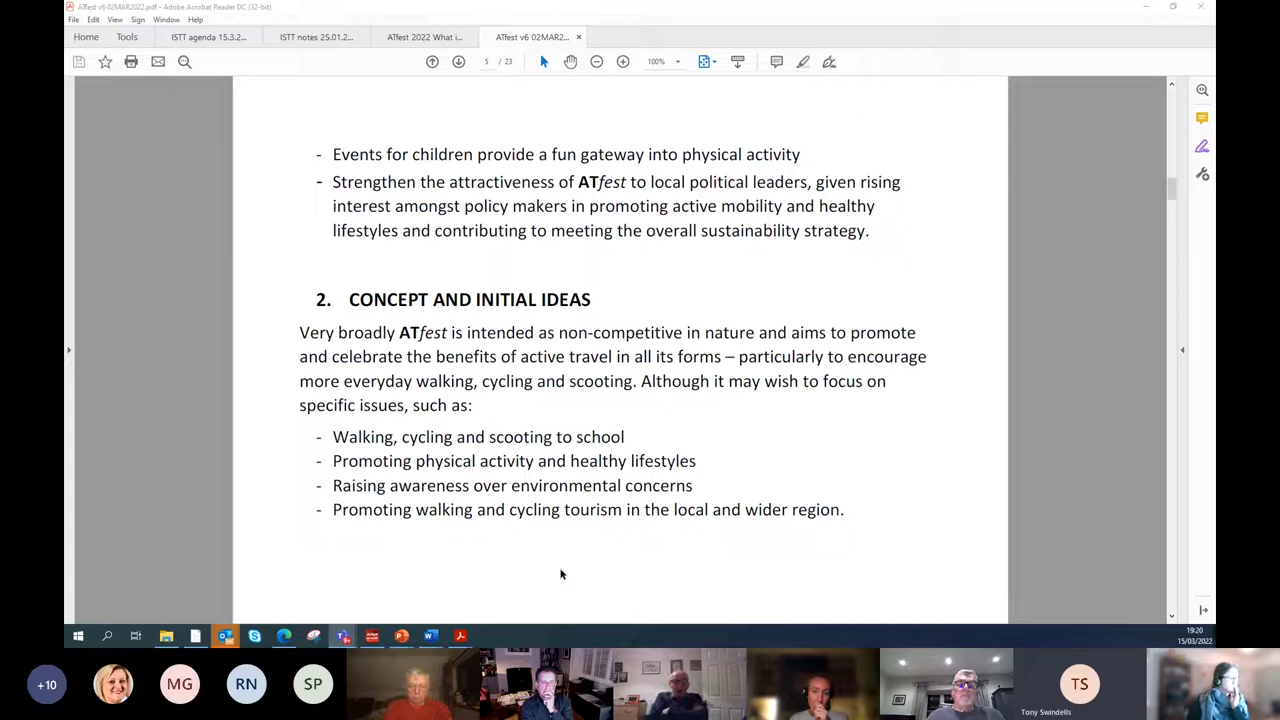 ATfest v6 02MAR2022.pdf - Adobe Acrobat Reader DC (32-bit)
File Edit View Sign Window Help
Home Tools ISTT agenda 15.3.2... ISTT notes 25.01.2... ATfest 2022 What i... ATfest v6 02MAR2... ×
5 / 23 100%
- Events for children provide a fun gateway into physical activity
- Strengthen the attractiveness of ATfest to local political leaders, given rising
interest amongst policy makers in promoting active mobility and healthy
lifestyles and contributing to meeting the overall sustainability strategy.
2. CONCEPT AND INITIAL IDEAS
Very broadly ATfest is intended as non-competitive in nature and aims to promote
and celebrate the benefits of active travel in all its forms – particularly to encourage
more everyday walking, cycling and scooting. Although it may wish to focus on
specific issues, such as:
- Walking, cycling and scooting to school
- Promoting physical activity and healthy lifestyles
- Raising awareness over environmental concerns
- Promoting walking and cycling tourism in the local and wider region.
19:20
15/03/2022
+10 MG RN SP TS
Tony Swindells